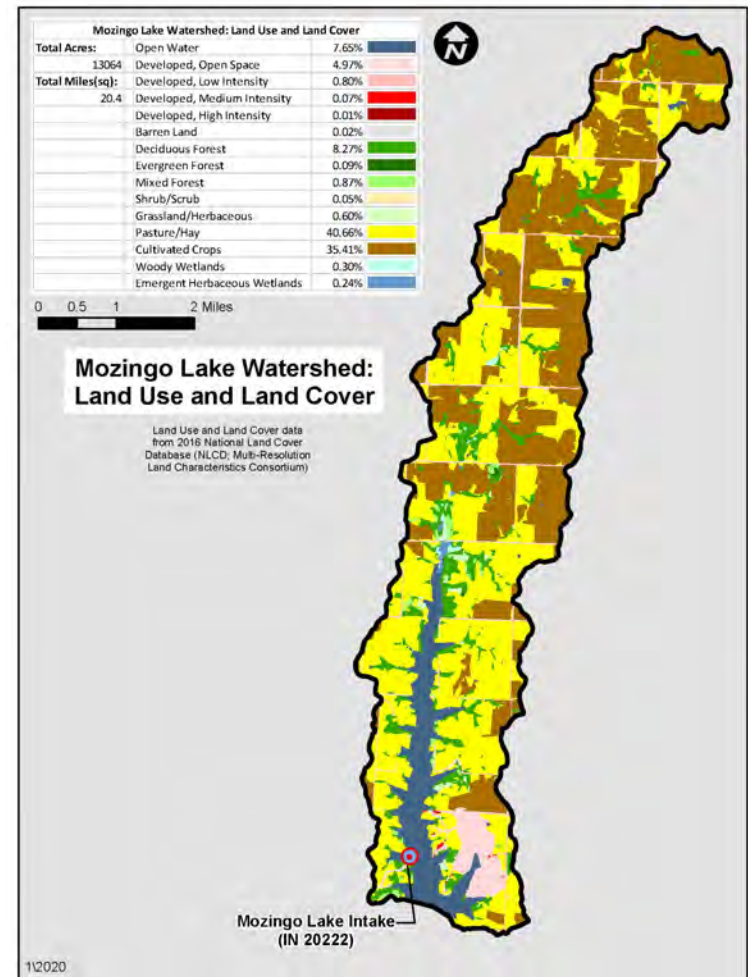 Mozingo Lake Watershed: Land Use and Land Cover
Total Acres: Open Water 7.65%
13064 Developed, Open Space 4.97%
Total Miles(sq): Developed, Low Intensity 0.80%
20.4 Developed, Medium Intensity 0.07%
Developed, High Intensity 0.01%
Barren Land 0.02%
Deciduous Forest 8.27%
Evergreen Forest 0.09%
Mixed Forest 0.87%
Shrub/Scrub 0.05%
Grassland/Herbaceous 0.60%
Pasture/Hay 40.66%
Cultivated Crops 35.41%
Woody Wetlands 0.30%
Emergent Herbaceous Wetlands 0.24%
N
0 0.5 1 2 Miles
Mozingo Lake Watershed:
Land Use and Land Cover
Land Use and Land Cover data
from 2016 National Land Cover
Database (NLCD; Multi-Resolution
Land Characteristics Consortium)
Mozingo Lake Intake
(IN 20222)
1\2020